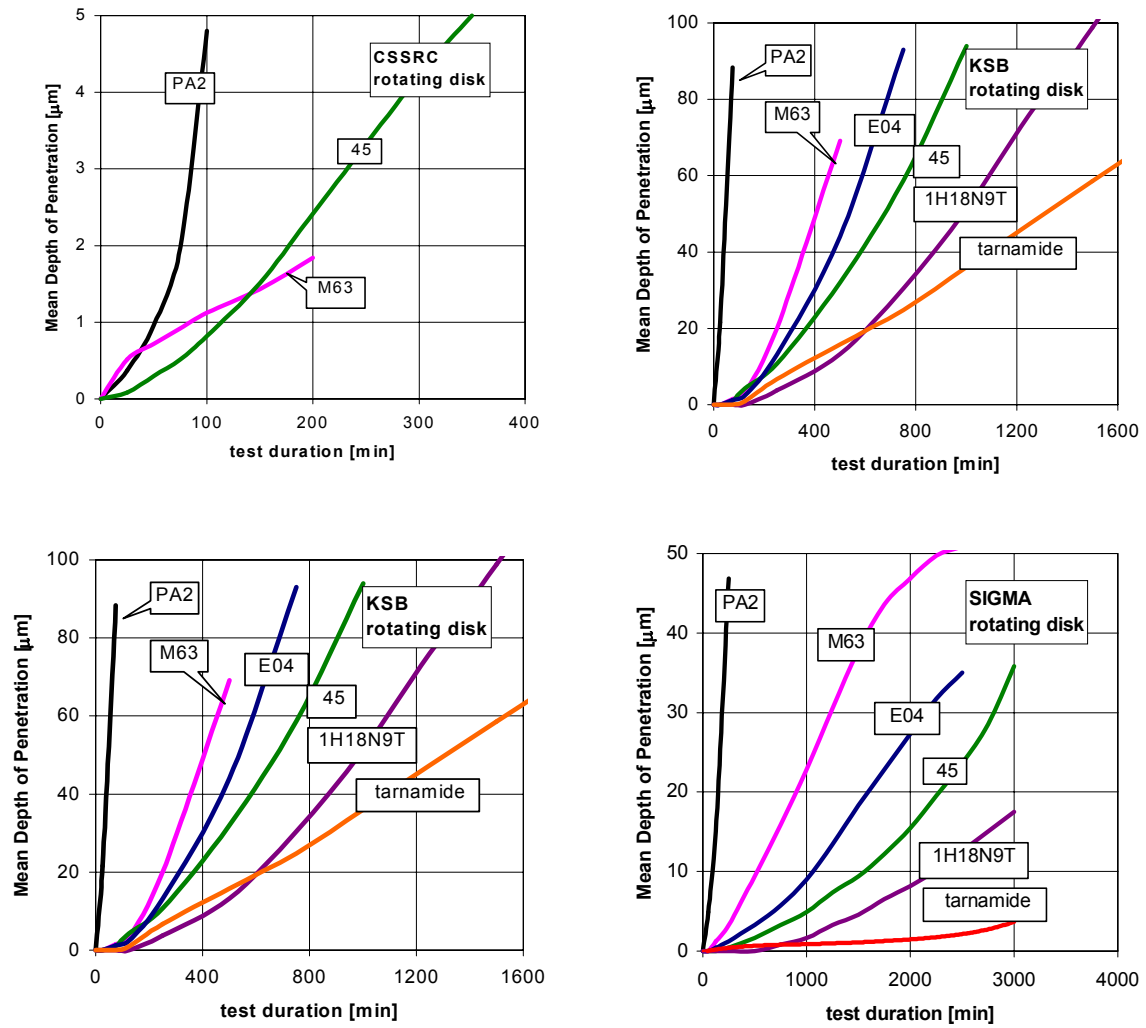 5
4
3
2
1
0
0 100 200 300 400
Mean Depth of Penetration [μm]
test duration [min]
CSSRC
rotating disk
PA2
45
M63
100
80
60
40
20
0
0 400 800 1200 1600
Mean Depth of Penetration [μm]
test duration [min]
KSB
rotating disk
PA2
M63
E04
45
1H18N9T
tarnamide
100
80
60
40
20
0
0 400 800 1200 1600
Mean Depth of Penetration [μm]
test duration [min]
KSB
rotating disk
PA2
M63
E04
45
1H18N9T
tarnamide
50
40
30
20
10
0
0 1000 2000 3000 4000
Mean Depth of Penetration [μm]
test duration [min]
SIGMA
rotating disk
PA2
M63
E04
45
1H18N9T
tarnamide